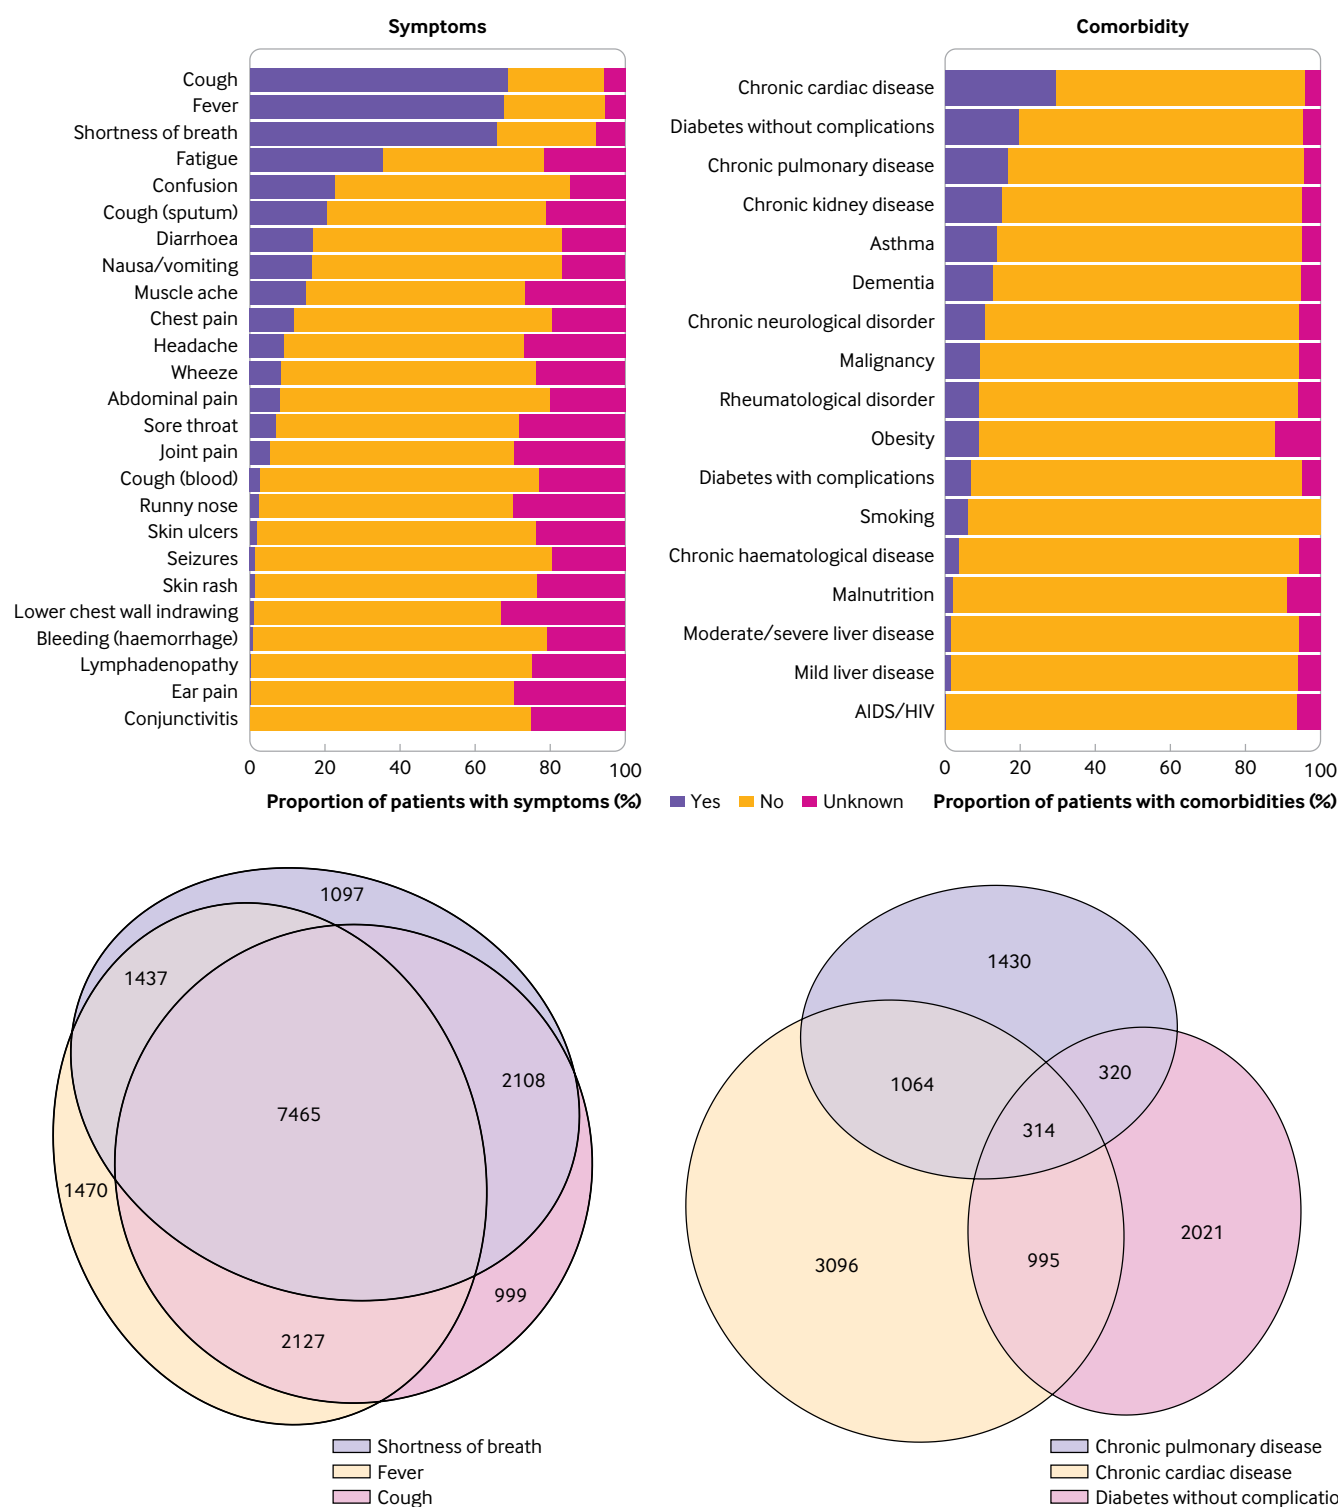 Symptoms
Cough
Fever
Shortness of breath
Fatigue
Confusion
Cough (sputum)
Diarrhoea
Nausa/vomiting
Muscle ache
Chest pain
Headache
Wheeze
Abdominal pain
Sore throat
Joint pain
Cough (blood)
Runny nose
Skin ulcers
Seizures
Skin rash
Lower chest wall indrawing
Bleeding (haemorrhage)
Lymphadenopathy
Ear pain
Conjunctivitis
0 20 40 60 80 100
Proportion of patients with symptoms (%)
Comorbidity
Chronic cardiac disease
Diabetes without complications
Chronic pulmonary disease
Chronic kidney disease
Asthma
Dementia
Chronic neurological disorder
Malignancy
Rheumatological disorder
Obesity
Diabetes with complications
Smoking
Chronic haematological disease
Malnutrition
Moderate/severe liver disease
Mild liver disease
AIDS/HIV
0 20 40 60 80 100
Proportion of patients with comorbidities (%)
Yes No Unknown
1097
1437
2108
7465
1470
999
2127
Shortness of breath
Fever
Cough
1430
1064
320
314
3096
995
2021
Chronic pulmonary disease
Chronic cardiac disease
Diabetes without complicatio